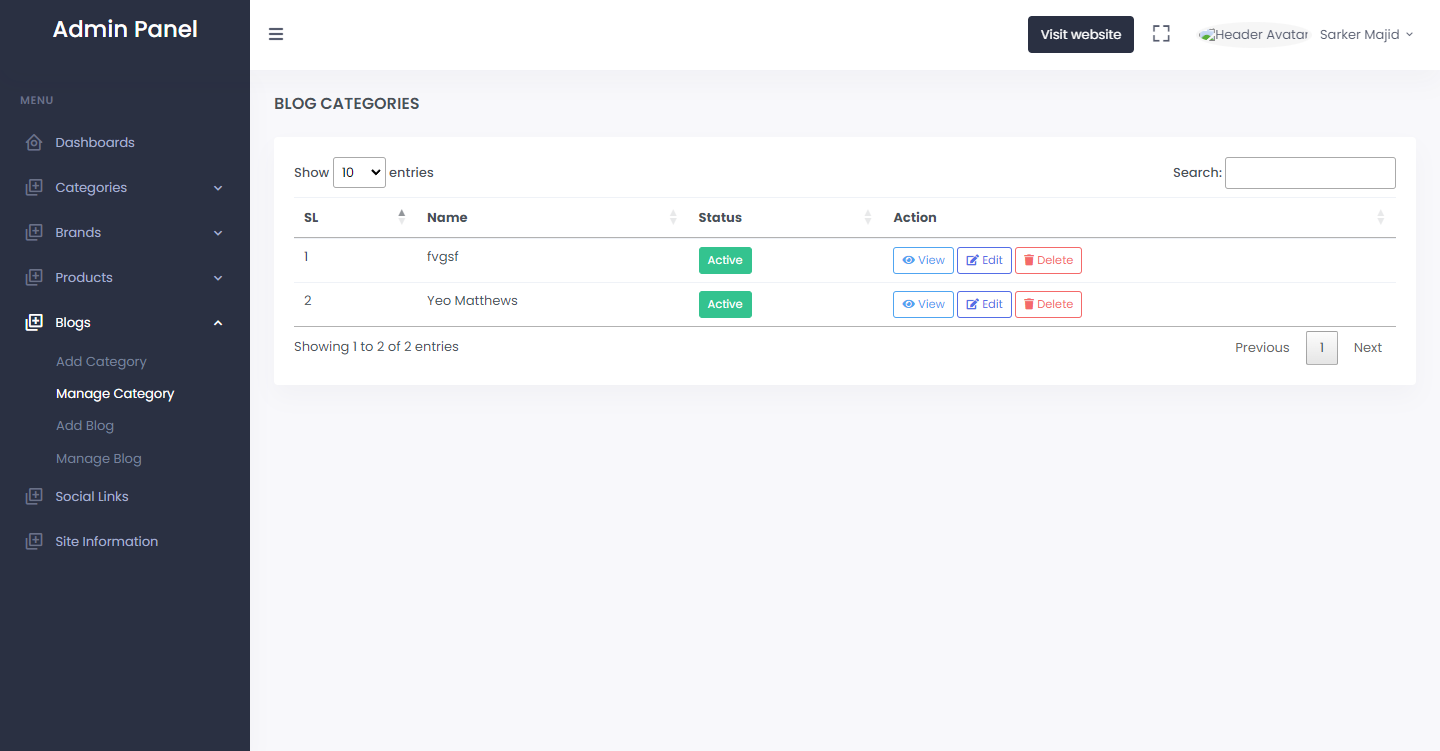 Admin Panel
Visit website
Header Avatar
Sarker Majid
MENU
Dashboards
Categories
Brands
Products
Blogs
Add Category
Manage Category
Add Blog
Manage Blog
Social Links
Site Information
BLOG CATEGORIES
Show 10 entries
Search:
SL Name Status Action
1 fvgsf Active View Edit Delete
2 Yeo Matthews Active View Edit Delete
Showing 1 to 2 of 2 entries
Previous 1 Next